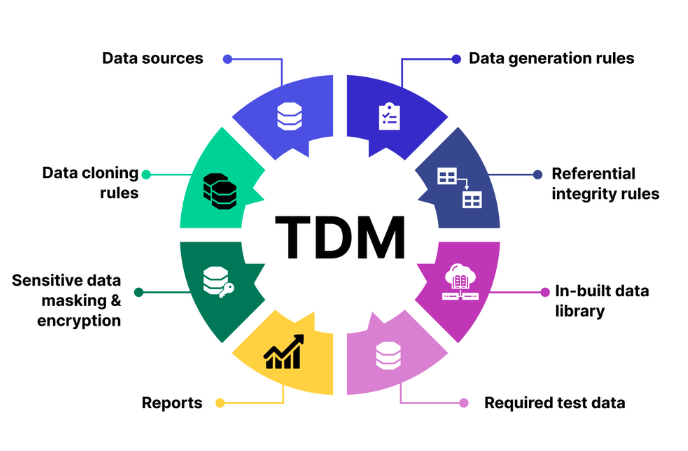 Data sources
Data generation rules
Data cloning
rules
Referential
integrity rules
TDM
Sensitive data
masking &
encryption
In-built data
library
Reports
Required test data